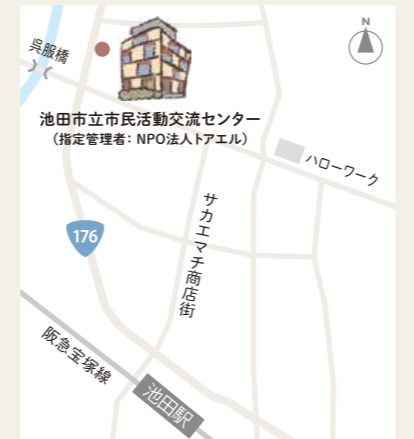 N
呉服橋
池田市立市民活動交流センター
(指定管理者: NPO法人トアエル)
ハローワーク
サカエマチ商店街
176
阪急宝塚線
池田駅